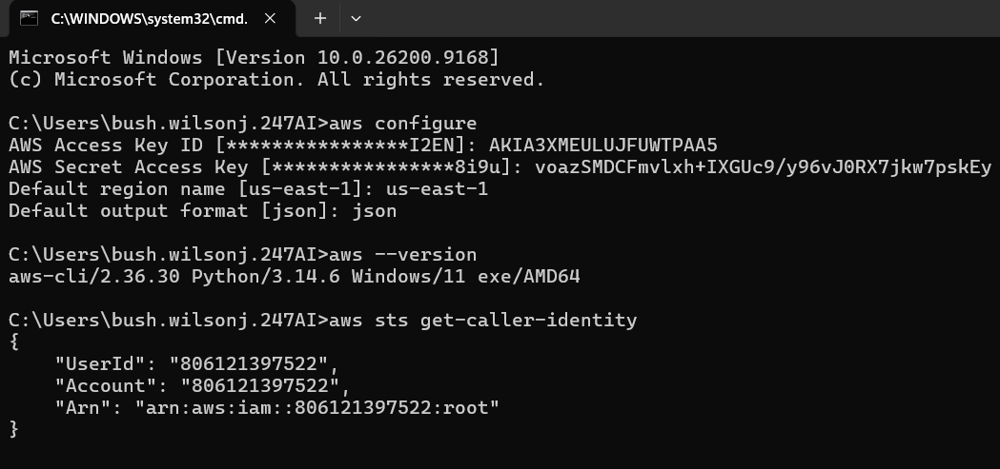 C:\WINDOWS\system32\cmd.
Microsoft Windows [Version 10.0.26200.9168]
(c) Microsoft Corporation. All rights reserved.
C:\Users\bush.wilsonj.247AI>aws configure
AWS Access Key ID [****************I2EN]: AKIA3XMEULUJFUWTPAA5
AWS Secret Access Key [****************8i9u]: 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
Default region name [us-east-1]: us-east-1
Default output format [json]: json
C:\Users\bush.wilsonj.247AI>aws --version
aws-cli/2.36.30 Python/3.14.6 Windows/11 exe/AMD64
C:\Users\bush.wilsonj.247AI>aws sts get-caller-identity
{
    "UserId": "806121397522",
    "Account": "806121397522",
    "Arn": "arn:aws:iam::806121397522:root"
}